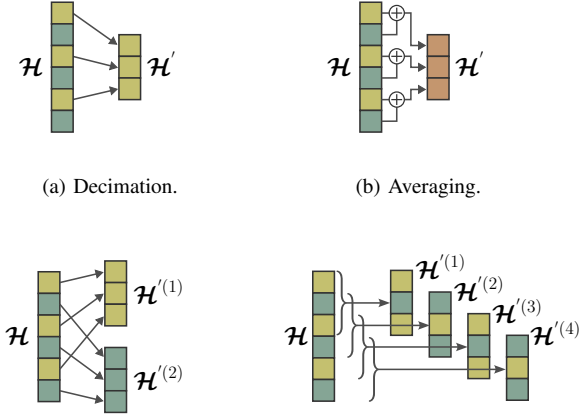 𝓗 𝓗′ 𝓗 𝓗′
(a) Decimation. (b) Averaging.
𝓗′(1) 𝓗′(1)
𝓗′(2)
𝓗′(3)
𝓗 𝓗 𝓗′(4)
𝓗′(2)